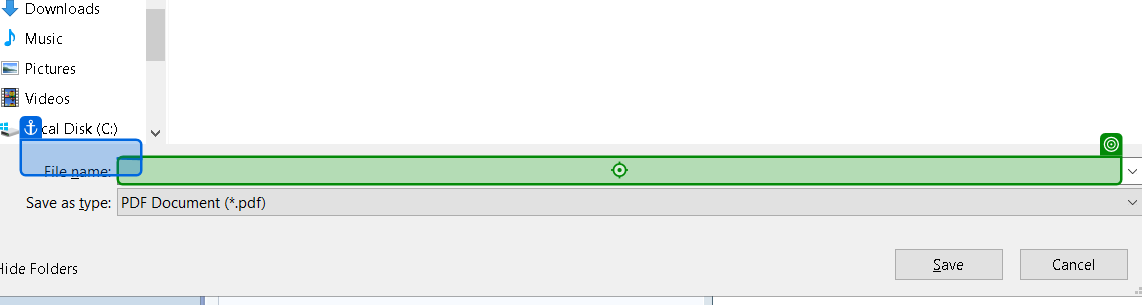 Downloads
Music
Pictures
Videos
cal Disk (C:)
File name:
Save as type: PDF Document (*.pdf)
Hide Folders
Save
Cancel